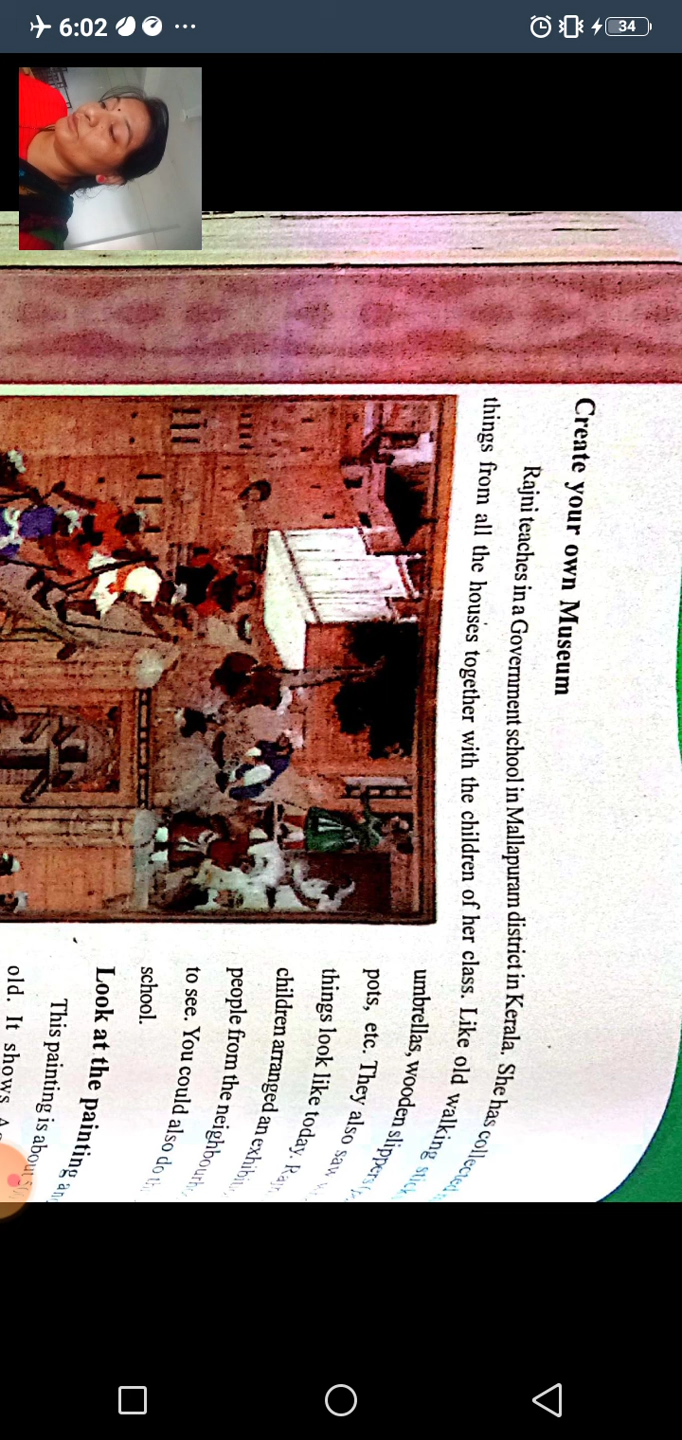 6:02
34
Create your own Museum
Rajni teaches in a Government school in Mallapuram district in Kerala. She has collected
things from all the houses together with the children of her class. Like old walking stick
umbrellas, wooden slippers
pots, etc. They also saw
things look like today.
children arranged an exhibi
people from the neighbourh
to see. You could also do
school.
Look at the painting an
This painting is about
old. It shows